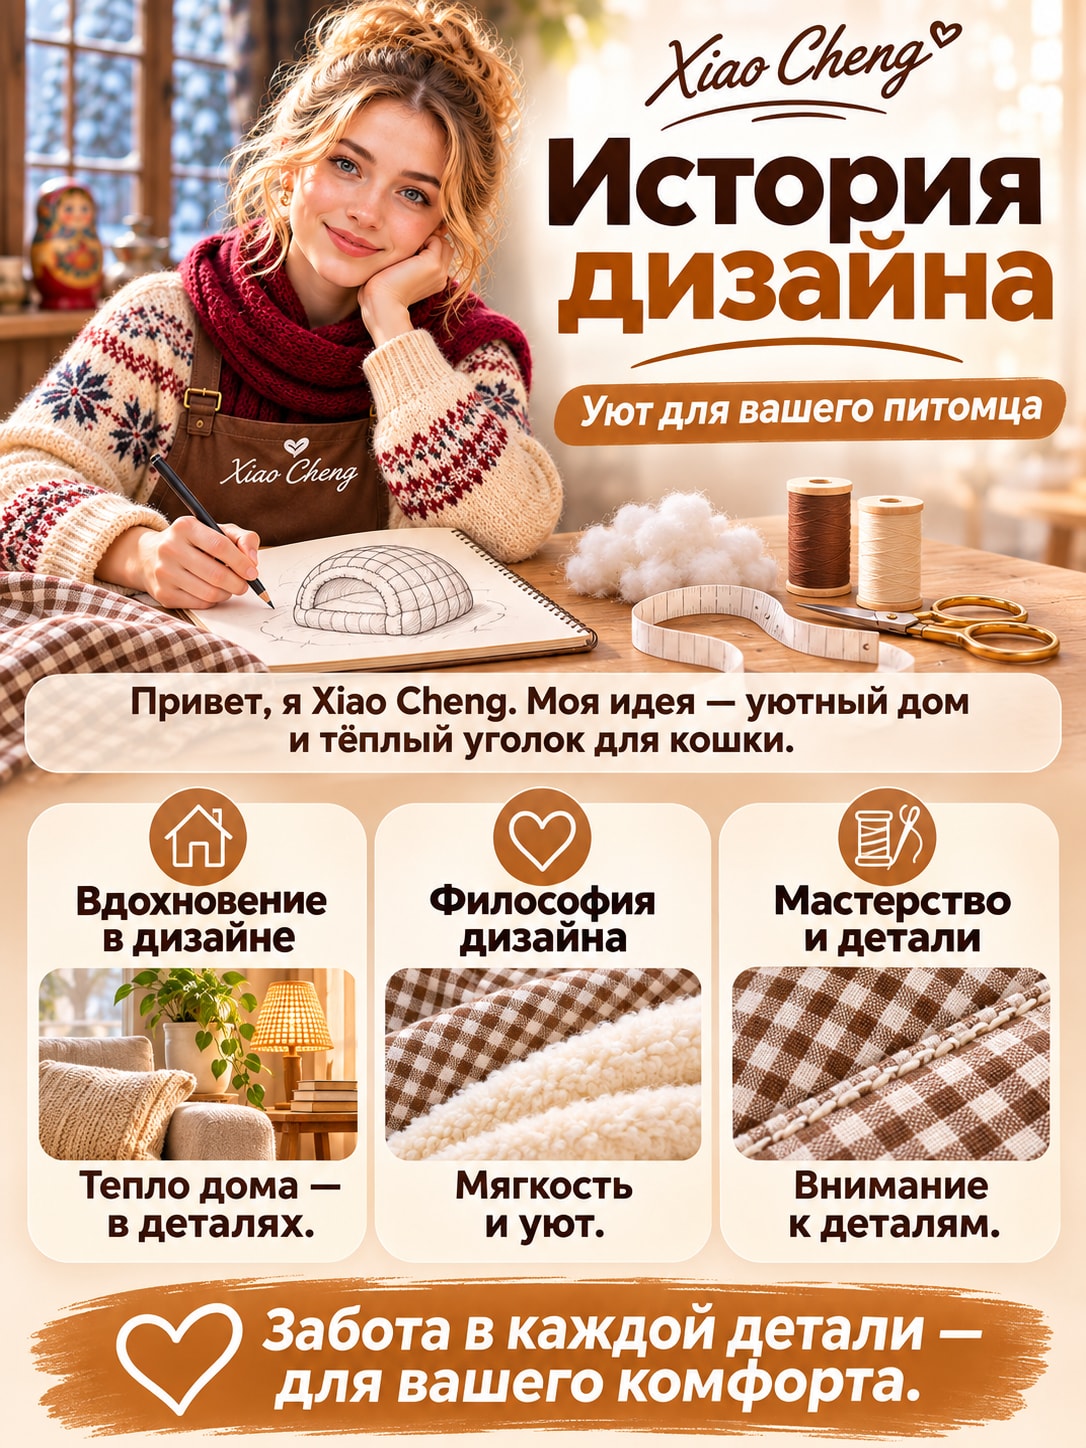 Xiao Cheng
История
дизайна
Уют для вашего питомца
Xiao Cheng
Привет, я Xiao Cheng. Моя идея — уютный дом
и тёплый уголок для кошки.
Вдохновение
в дизайне
Тепло дома —
в деталях.
Философия
дизайна
Мягкость
и уют.
Мастерство
и детали
Внимание
к деталям.
Забота в каждой детали —
для вашего комфорта.